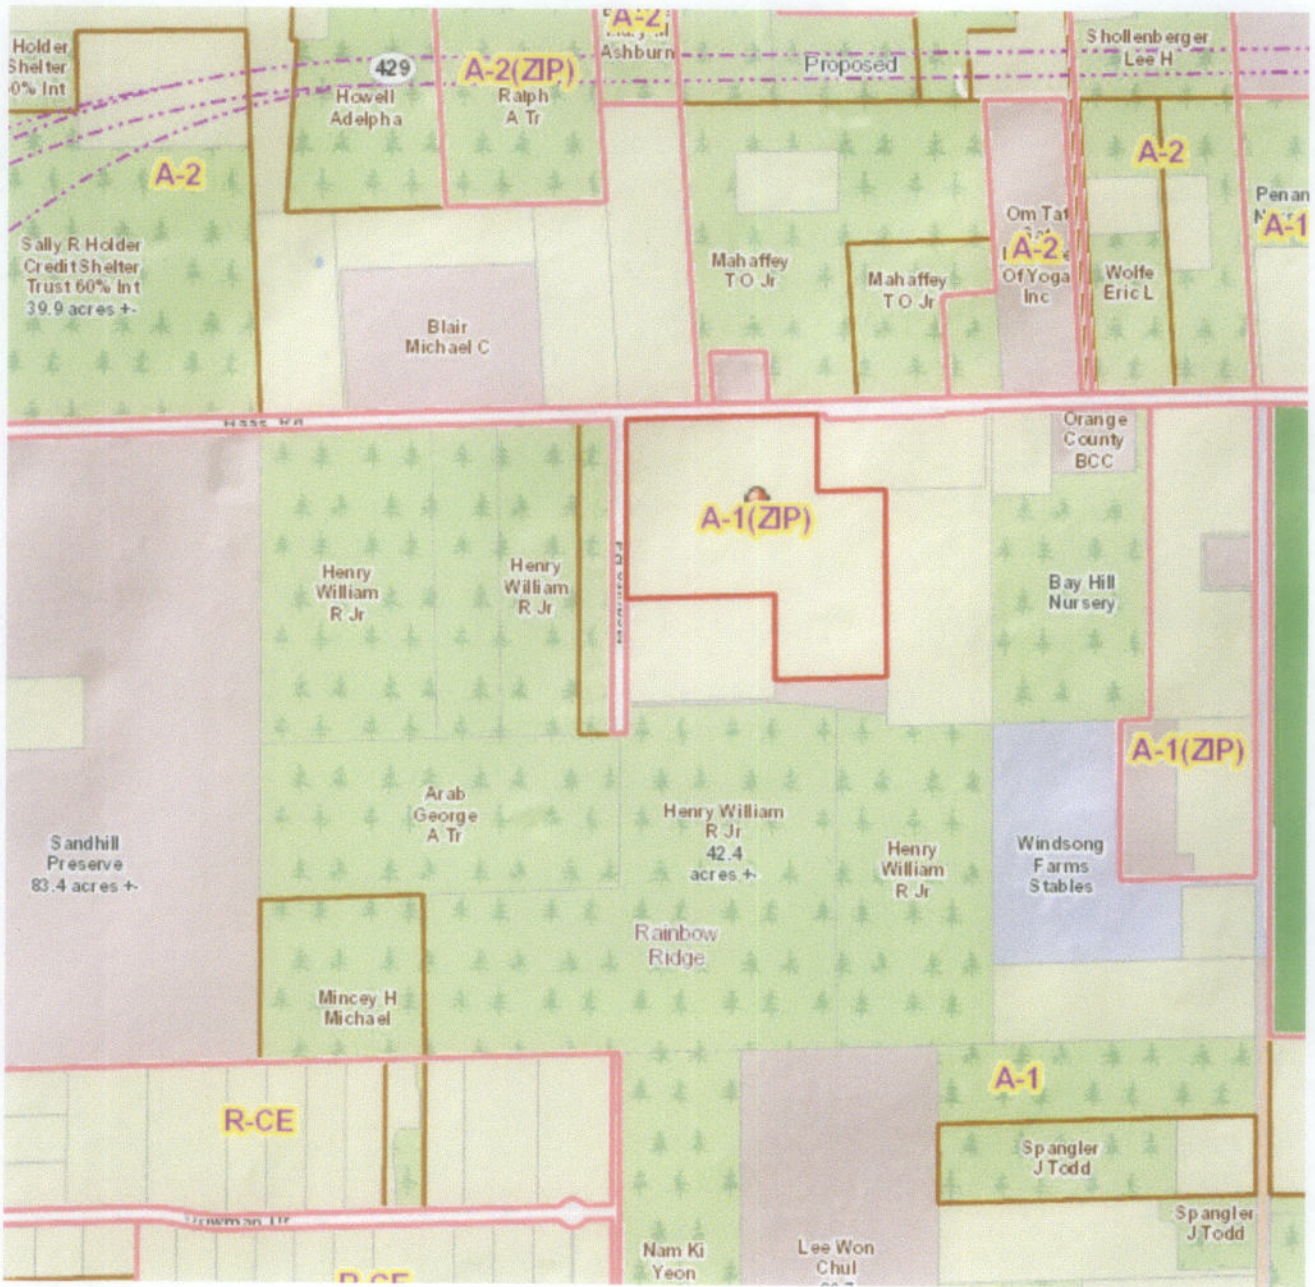 Holder
Shelter
0% Int
A-2
Ashburn
429
A-2(ZIP)
Ralph
A Tr
Howell
Adelpha
Proposed
Shollenberger
Lee H
A-2
A-2
Penan
A-1
Sally R Holder
Credit Shelter
Trust 60% Int
39.9 acres +-
Blair
Michael C
Mahaffey
T O Jr
Mahaffey
T O Jr
Om Tat
A-2
Of Yoga
Inc
Wolfe
Eric L
Orange
County
BCC
A-1(ZIP)
Henry
William
R Jr
Henry
William
R Jr
Bay Hill
Nursery
A-1(ZIP)
Arab
George
A Tr
Henry William
R Jr
42.4
acres +-
Henry
William
R Jr
Windsong
Farms
Stables
Sandhill
Preserve
83.4 acres +-
Rainbow
Ridge
Mincey H
Michael
A-1
R-CE
Spangler
J Todd
Spangler
J Todd
Nam Ki
Yeon
Lee Won
Chul
R-CE